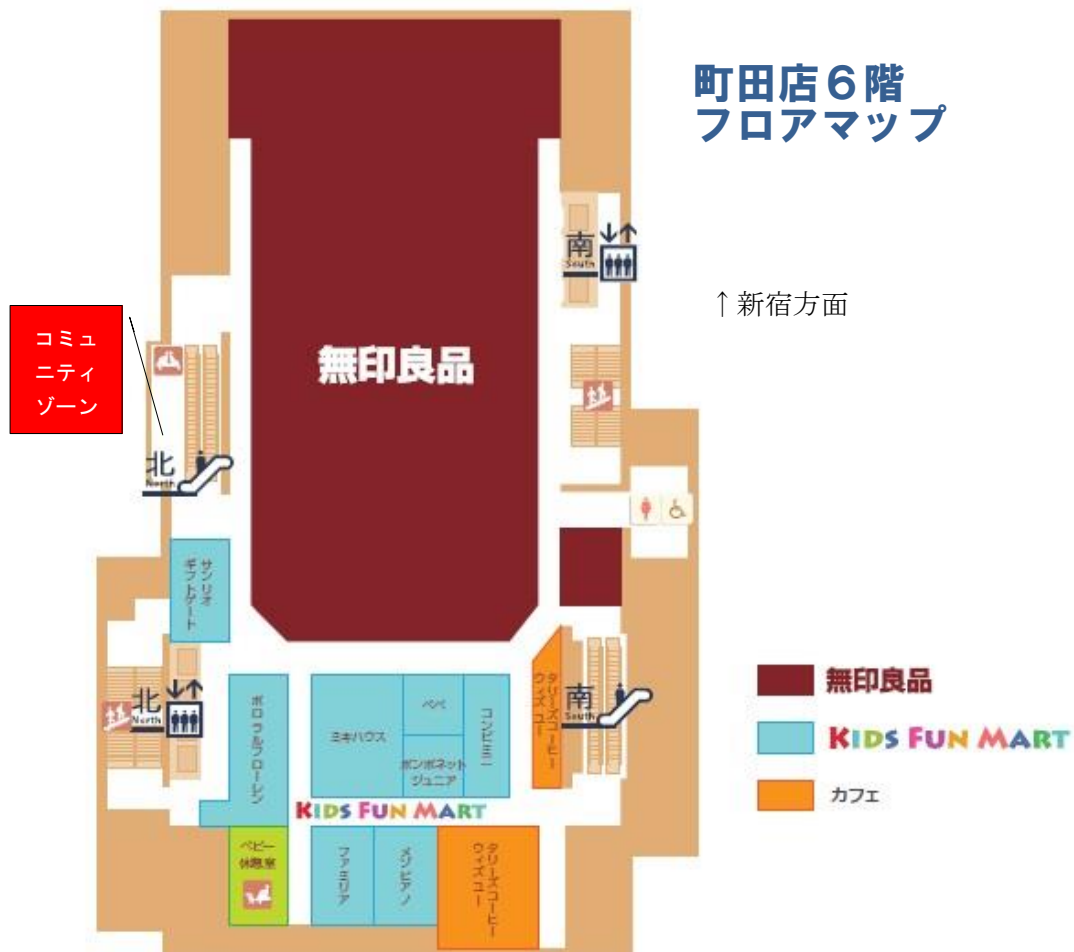 町田店６階
フロアマップ
南
South
↑新宿方面
コミュ
ニティ
ゾーン
無印良品
北
North
サンリオ
ギフトゲート
北
North
ポロラルフローレン
ミキハウス
べべ
ポンポネット
ジュニア
コンビミニ
タリーズコーヒー
ウィズユー
南
South
KIDS FUN MART
ベビー
休憩室
ファミリア
メゾピアノ
タリーズコーヒー
ウィズユー
無印良品
KIDS FUN MART
カフェ